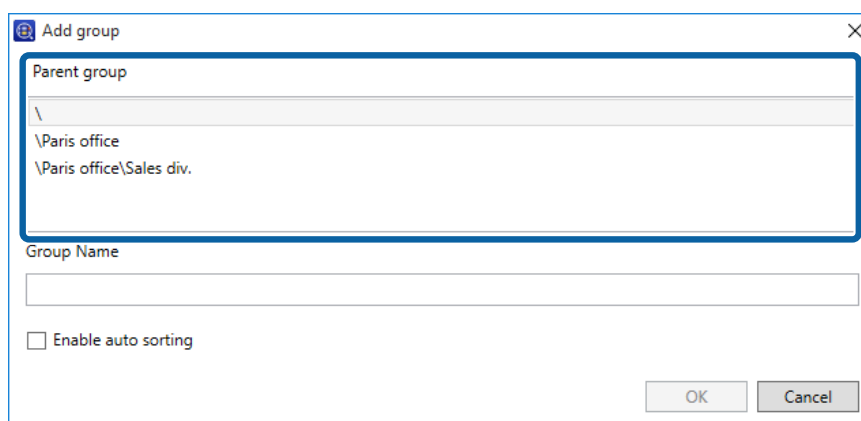 Add group
Parent group
\
\Paris office
\Paris office\Sales div.
Group Name
Enable auto sorting
OK Cancel